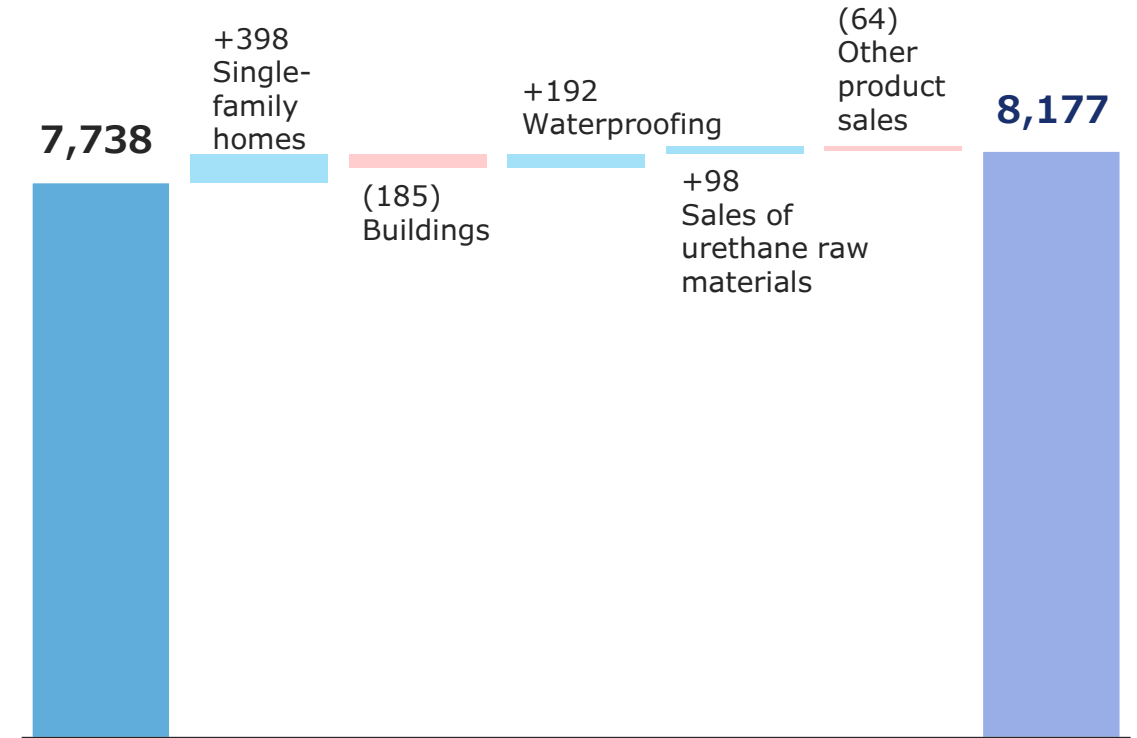 7,738
+398
Single-
family
homes
(185)
Buildings
+192
Waterproofing
+98
Sales of
urethane raw
materials
(64)
Other
product
sales
8,177